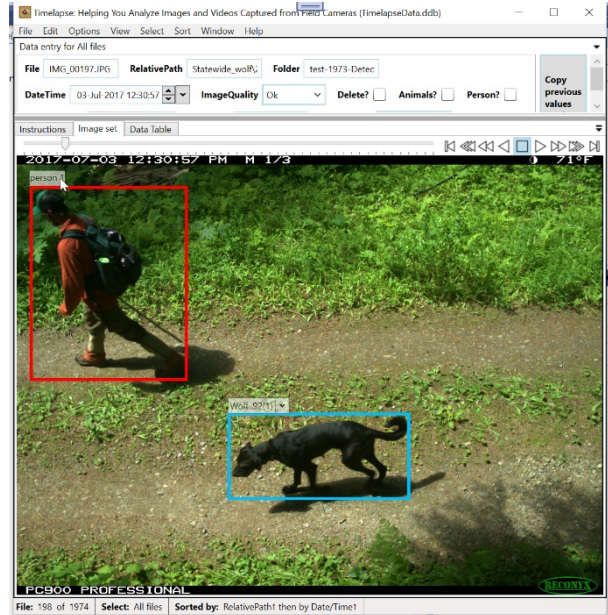 Timelapse: Helping You Analyze Images and Videos Captured from Field Cameras (TimelapseData.ddb)
File Edit Options View Select Sort Window Help
Data entry for All files
File IMG_00197.JPG RelativePath Statewide_wolf\ Folder test-1973-Detec
Copy previous values
DateTime 03-Jul-2017 12:30:57 ImageQuality Ok Delete? Animals? Person?
Instructions Image set Data Table
2017-07-03 12:30:57 PM M 1/3 71°F
person 1
Wolf .92(1)
PC900 PROFESSIONAL RECONYX
File: 198 of 1974 Select: All files Sorted by: RelativePath↑ then by Date/Time↑